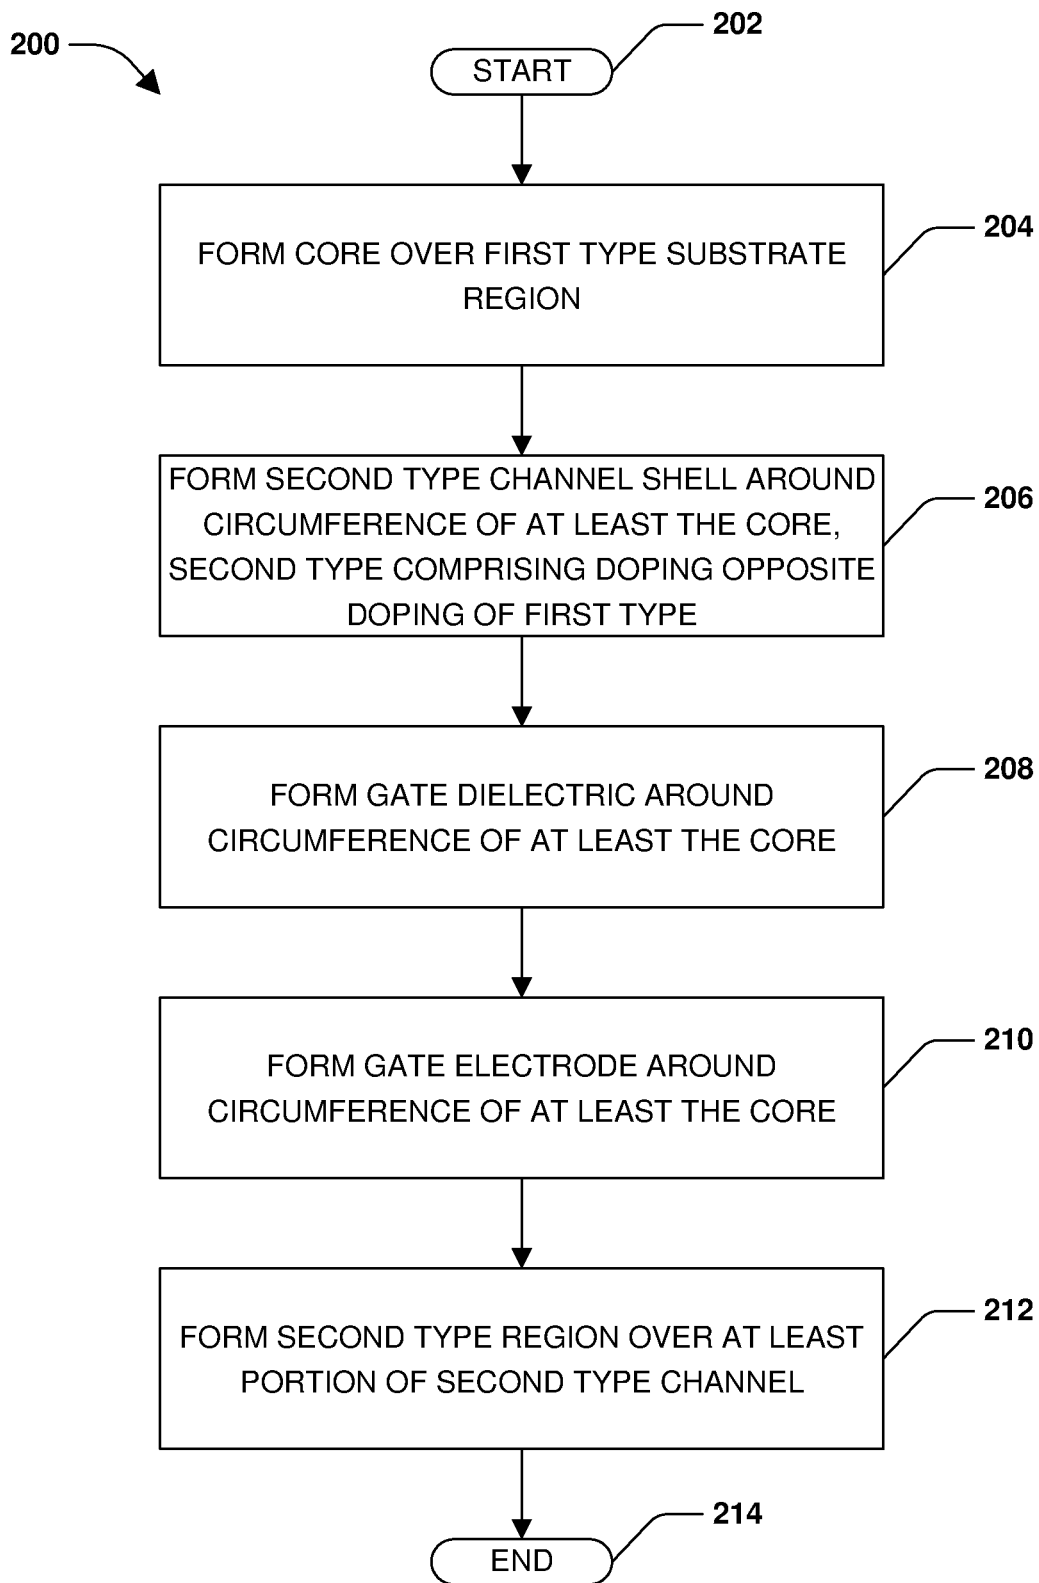 200
202
START
FORM CORE OVER FIRST TYPE SUBSTRATE
REGION
204
FORM SECOND TYPE CHANNEL SHELL AROUND
CIRCUMFERENCE OF AT LEAST THE CORE,
SECOND TYPE COMPRISING DOPING OPPOSITE
DOPING OF FIRST TYPE
206
FORM GATE DIELECTRIC AROUND
CIRCUMFERENCE OF AT LEAST THE CORE
208
FORM GATE ELECTRODE AROUND
CIRCUMFERENCE OF AT LEAST THE CORE
210
FORM SECOND TYPE REGION OVER AT LEAST
PORTION OF SECOND TYPE CHANNEL
212
214
END